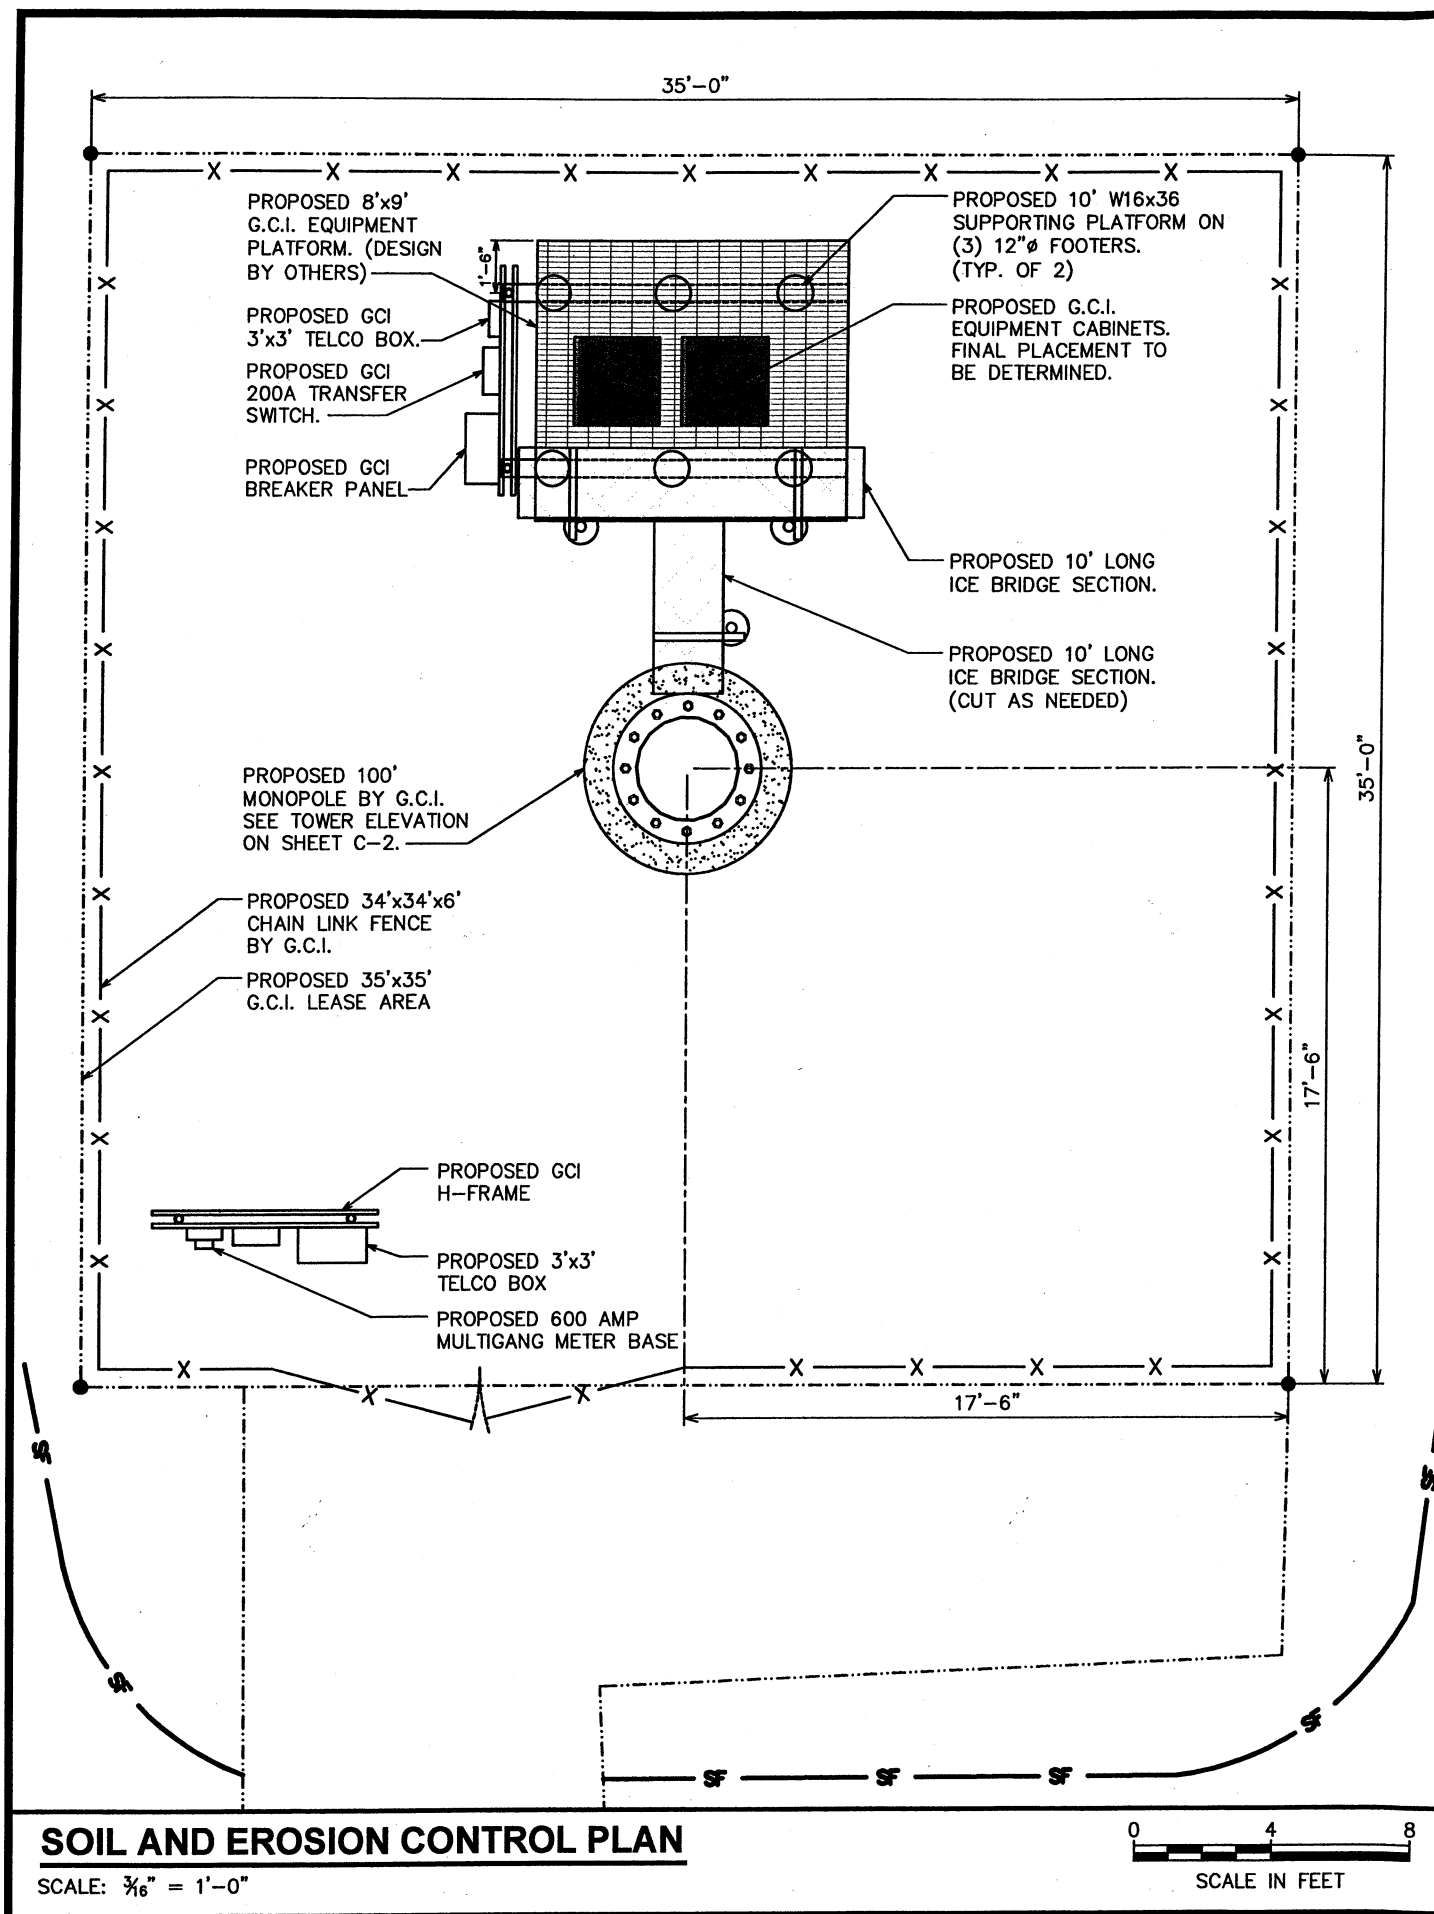 35'-0"
PROPOSED 8'x9'
G.C.I. EQUIPMENT
PLATFORM. (DESIGN
BY OTHERS)
1'-6"
PROPOSED 10' W16x36
SUPPORTING PLATFORM ON
(3) 12"ø FOOTERS.
(TYP. OF 2)
PROPOSED GCI
3'x3' TELCO BOX.
PROPOSED G.C.I.
EQUIPMENT CABINETS.
FINAL PLACEMENT TO
BE DETERMINED.
PROPOSED GCI
200A TRANSFER
SWITCH.
PROPOSED GCI
BREAKER PANEL
PROPOSED 10' LONG
ICE BRIDGE SECTION.
PROPOSED 10' LONG
ICE BRIDGE SECTION.
(CUT AS NEEDED)
35'-0"
PROPOSED 100'
MONOPOLE BY G.C.I.
SEE TOWER ELEVATION
ON SHEET C-2.
PROPOSED 34'x34'x6'
CHAIN LINK FENCE
BY G.C.I.
PROPOSED 35'x35'
G.C.I. LEASE AREA
17'-6"
PROPOSED GCI
H-FRAME
PROPOSED 3'x3'
TELCO BOX
PROPOSED 600 AMP
MULTIGANG METER BASE
17'-6"
SF
SF
SF
SF
SF SF SF
SOIL AND EROSION CONTROL PLAN
SCALE: 3/16" = 1'-0"
0 4 8
SCALE IN FEET